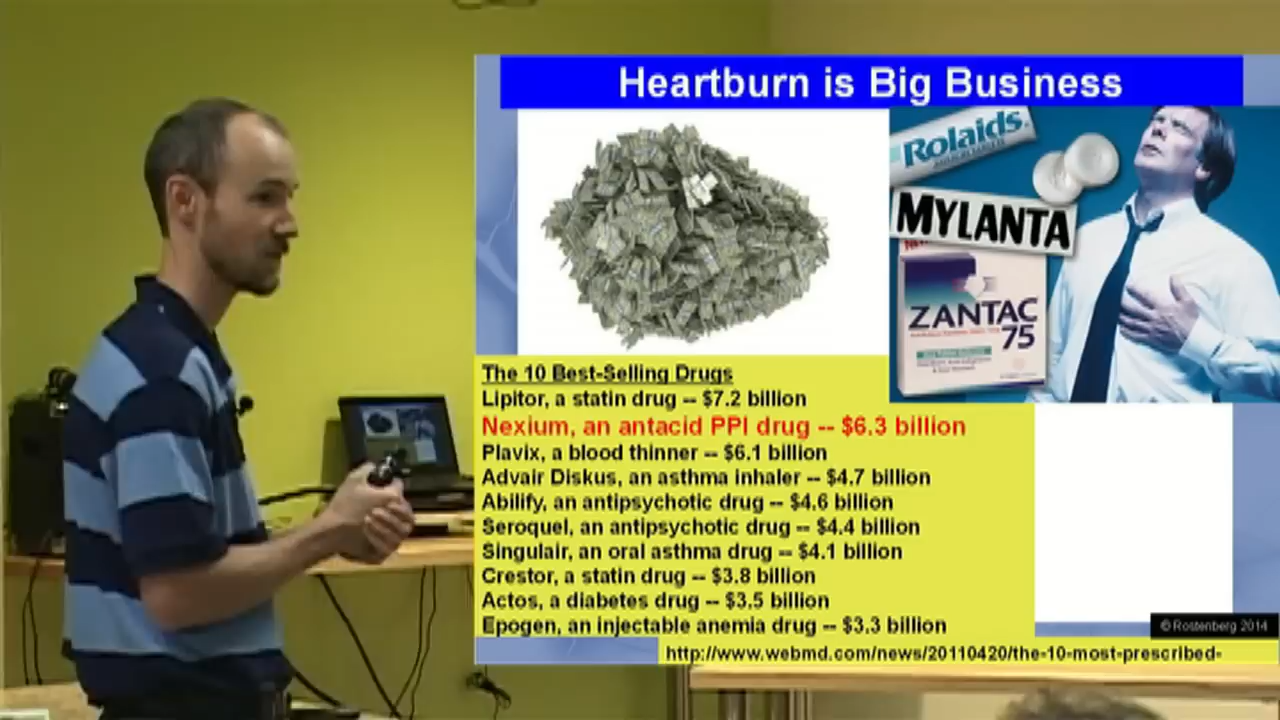 Heartburn is Big Business
Rolaids.
MYLANTA
ZANTAC
75
The 10 Best-Selling Drugs
Lipitor, a statin drug -- $7.2 billion
Nexium, an antacid PPI drug -- $6.3 billion
Plavix, a blood thinner -- $6.1 billion
Advair Diskus, an asthma inhaler -- $4.7 billion
Abilify, an antipsychotic drug -- $4.6 billion
Seroquel, an antipsychotic drug -- $4.4 billion
Singulair, an oral asthma drug -- $4.1 billion
Crestor, a statin drug -- $3.8 billion
Actos, a diabetes drug -- $3.5 billion
Epogen, an injectable anemia drug -- $3.3 billion
© Rostenberg 2014
http://www.webmd.com/news/20110420/the-10-most-prescribed-